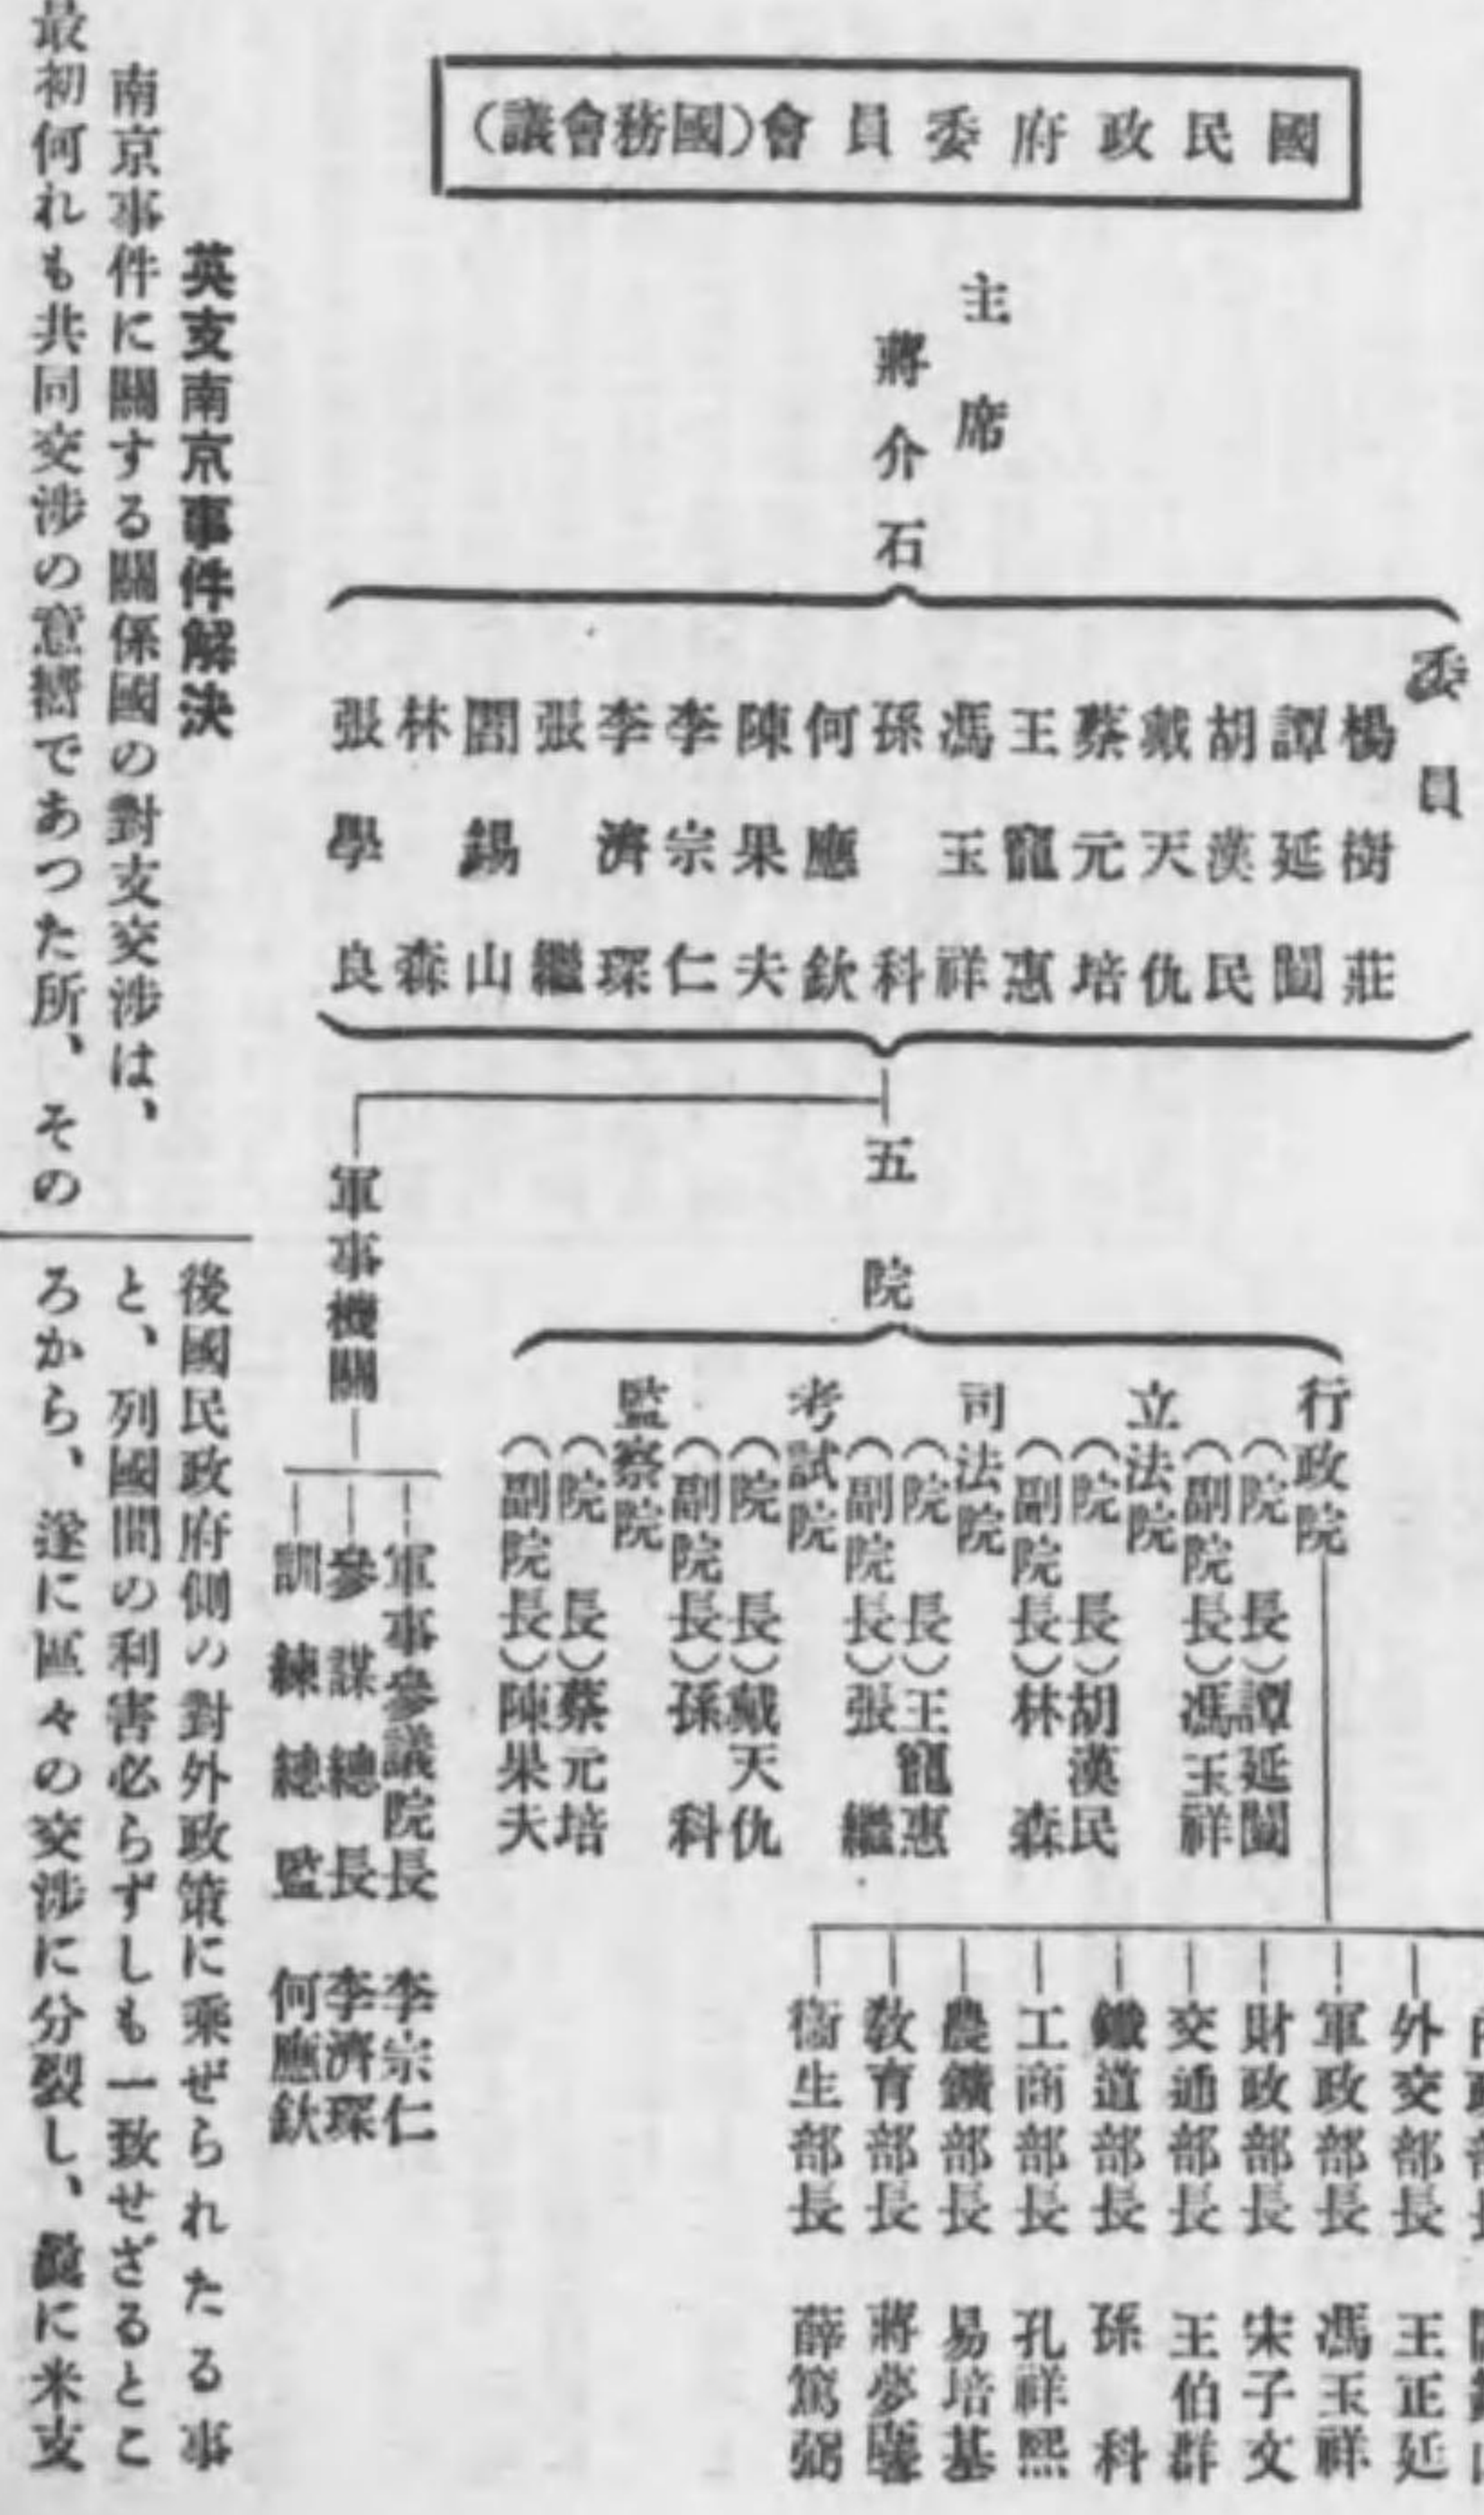 國民政府委員會(國務會議)
主席
蔣介石
委員
楊樹莊
譚延闓
胡漢民
戴天仇
蔡元培
王寵惠
馮玉祥
孫科
何應欽
陳果夫
李宗仁
李濟琛
張繼
閻錫山
林森
張學良
五院
行政院
(院長)譚延闓
(副院長)馮玉祥
立法院
(院長)胡漢民
(副院長)林森
司法院
(院長)王寵惠
(副院長)張繼
考試院
(院長)戴天仇
(副院長)孫科
監察院
(院長)蔡元培
(副院長)陳果夫
外交部長 王正廷
軍政部長 馮玉祥
財政部長 宋子文
交通部長 王伯群
鐵道部長 孫科
工商部長 孔祥熙
農鑛部長 易培基
敎育部長 蔣夢麟
衞生部長 薛篤弼
軍事機關
軍事參議院長 李宗仁
參謀總長 李濟琛
訓練總監 何應欽
英支南京事件解決
南京事件に關する關係國の對支交涉は、
最初何れも共同交涉の意嚮であつた所、その
後國民政府側の對外政策に乘ぜられたる事
と、列國間の利害必らずしも一致せざるとこ
ろから、遂に區々の交涉に分裂し、曩に米支